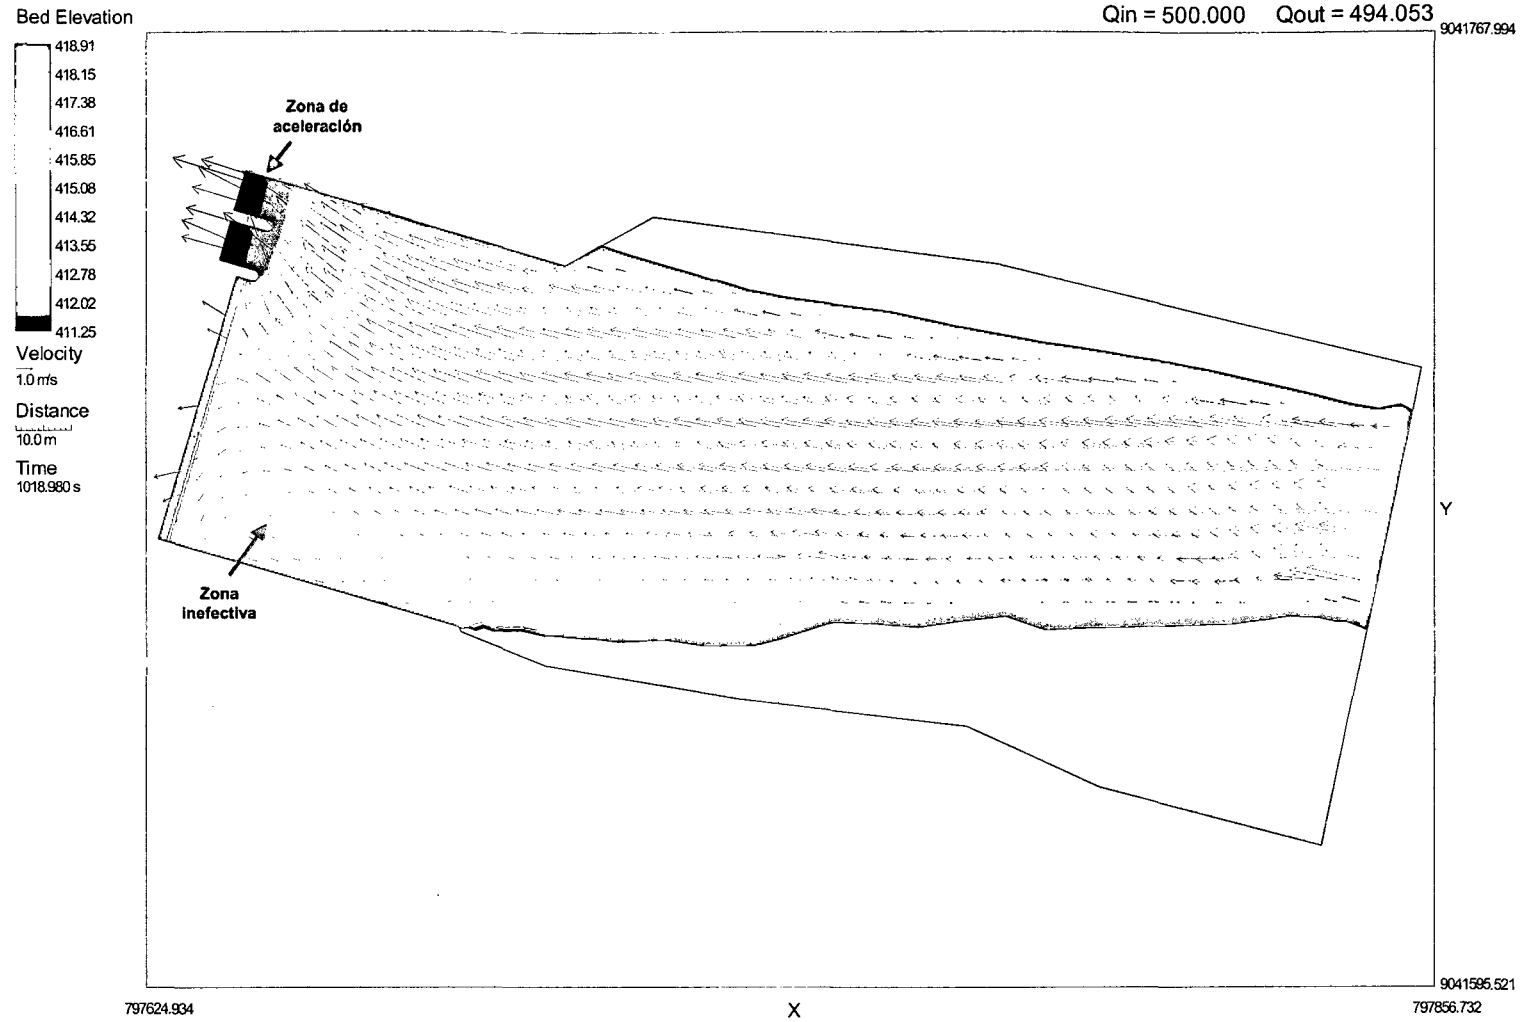 Bed Elevation
Qin = 500.000 Qout = 494.053
9041767.994
418.91
418.15
417.38
416.61
415.85
415.08
414.32
413.55
412.78
412.02
411.25
Velocity
1.0 m/s
Distance
10.0 m
Time
1018.980 s
Zona de
aceleración
Zona
inefectiva
Y
9041595.521
797624.934
X
797856.732